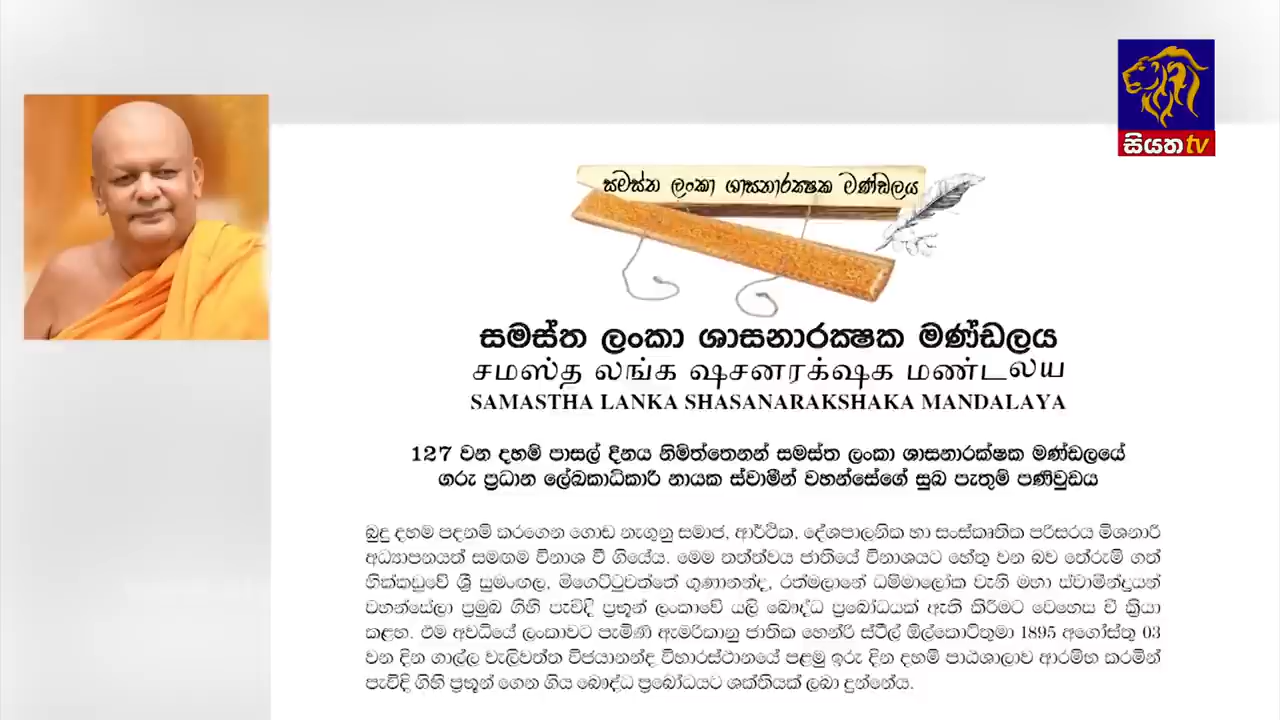 සියත tv
සමස්ත ලංකා ශාසනාරක්ෂක මණ්ඩලය
සමස්ත ලංකා ශාසනාරක්ෂක මණ්ඩලය
சமஸ்த லங்க ஷசனரக்ஷக மண்டலய
SAMASTHA LANKA SHASANARAKSHAKA MANDALAYA
127 වන දහම් පාසල් දිනය නිමිත්තෙනන් සමස්ත ලංකා ශාසනාරක්ෂක මණ්ඩලයේ
ගරු ප්‍රධාන ලේඛකාධිකාරී නායක ස්වාමීන් වහන්සේගේ සුබ පැතුම් පණිවුඩය
බුදු දහම පදනම් කරගෙන ගොඩ නැගුනු සමාජ, ආර්ථික, දේශපාලනික හා සංස්කෘතික පරිසරය මිශනාරි
අධ්‍යාපනයත් සමඟම විනාශ වී ගියේය. මෙම තත්ත්වය ජාතියේ විනාශයට හේතු වන බව තේරුම් ගත්
හික්කඩුවේ ශ්‍රී සුමංගල, මිගෙට්ටුවත්තේ ගුණානන්ද, රත්මලානේ ධම්මාලෝක වැනි මහා ස්වාමීන්ද්‍රයන්
වහන්සේලා ප්‍රමුඛ ගිහි පැවිදි ප්‍රභූන් ලංකාවේ යලි බෞද්ධ ප්‍රබෝධයක් ඇති කිරීමට වෙහෙස වී ක්‍රියා
කළහ. එම අවධියේ ලංකාවට පැමිණි ඇමරිකානු ජාතික හෙන්රි ස්ටීල් ඕල්කොට්තුමා 1895 අගෝස්තු 03
වන දින ගාල්ල වැලිවත්ත විජයානන්ද විහාරස්ථානයේ පළමු ඉරු දින දහම් පාඨශාලාව ආරම්භ කරමින්
පැවිදි ගිහි ප්‍රභූන් ගෙන ගිය බෞද්ධ ප්‍රබෝධයට ශක්තියක් ලබා දුන්නේය.